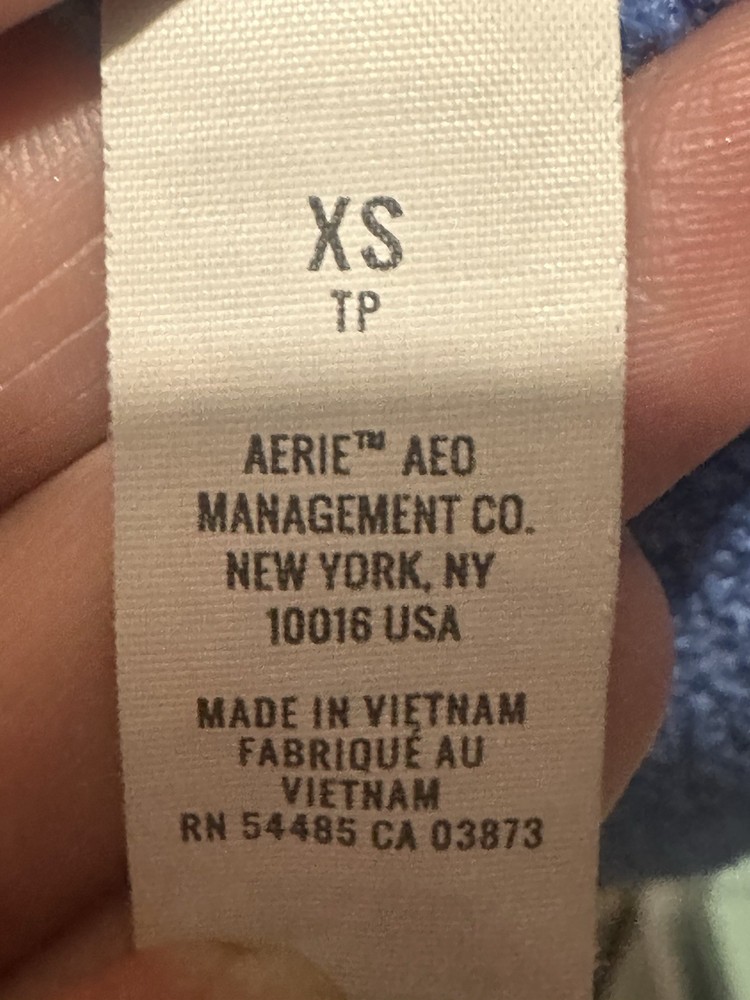 XS
TP
AERIE™ AEO
MANAGEMENT CO.
NEW YORK, NY
10016 USA
MADE IN VIETNAM
FABRIQUÉ AU
VIETNAM
RN 54485 CA 03873